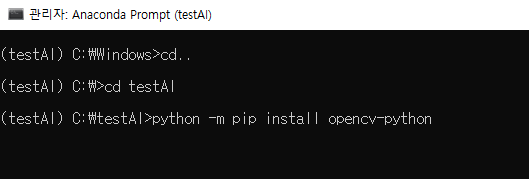 관리자: Anaconda Prompt (testAI)
(testAI) C:₩Windows>cd..
(testAI) C:₩>cd testAI
(testAI) C:₩testAI>python -m pip install opencv-python